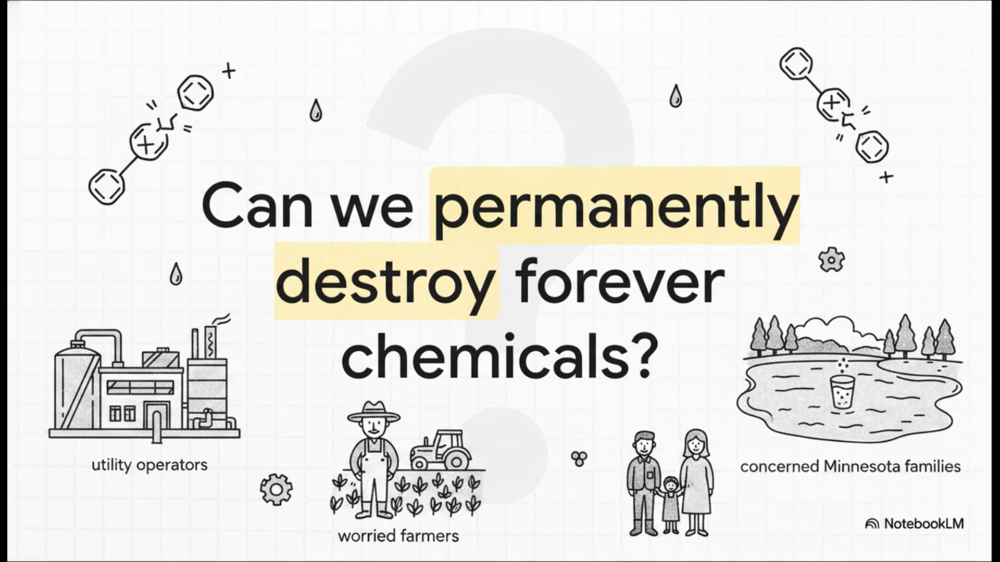 Can we permanently
destroy forever
chemicals?
utility operators
worried farmers
concerned Minnesota families
NotebookLM